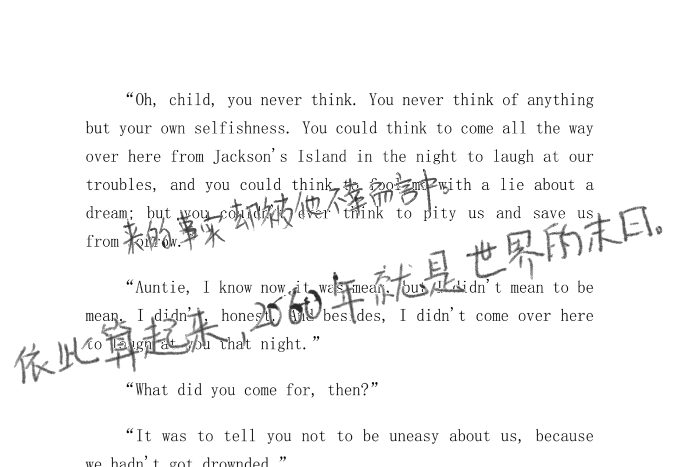 “Oh, child, you never think. You never think of anything
but your own selfishness. You could think to come all the way
over here from Jackson's Island in the night to laugh at our
troubles, and you could think to fool me with a lie about a
dream; but you couldn't ever think to pity us and save us
from sorrow.”
来的事实却被他不幸而言中。
“Auntie, I know now it was mean, but I didn't mean to be
mean. I didn't, honest. And besides, I didn't come over here
to laugh at you that night.”
依此算起来,2060年就是世界的末日。
“What did you come for, then?”
“It was to tell you not to be uneasy about us, because
we hadn't got drownded.”